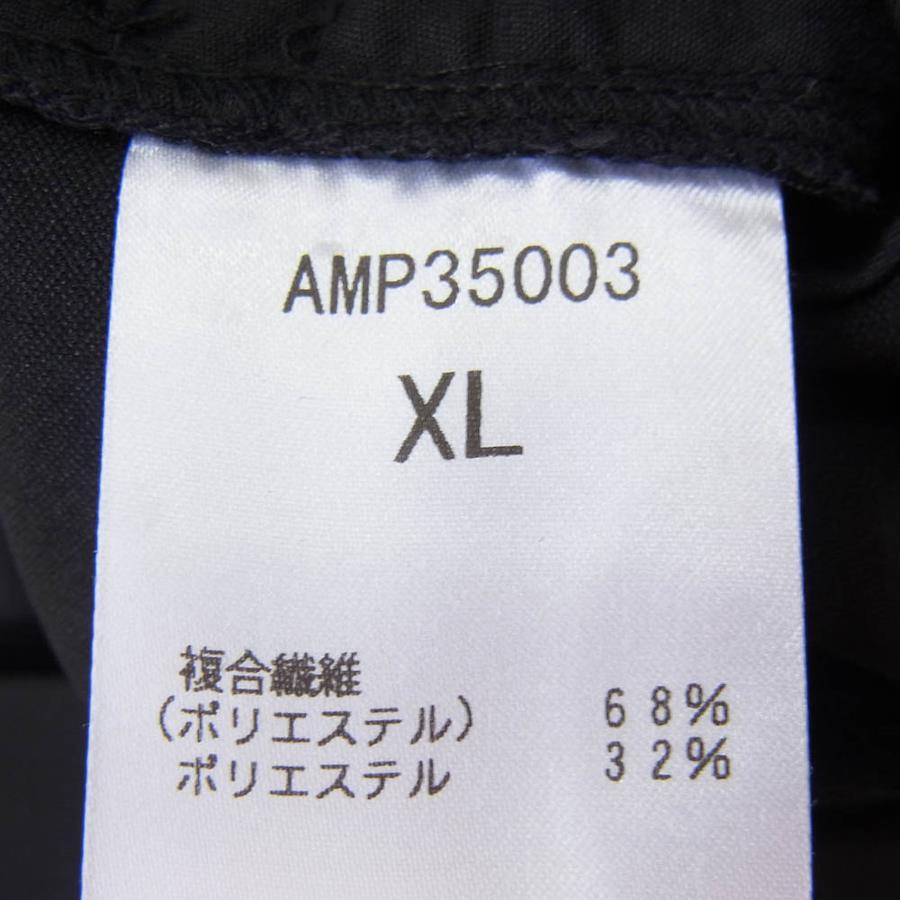 AMP35003
XL
複合繊維
(ポリエステル) 68%
ポリエステル 32%